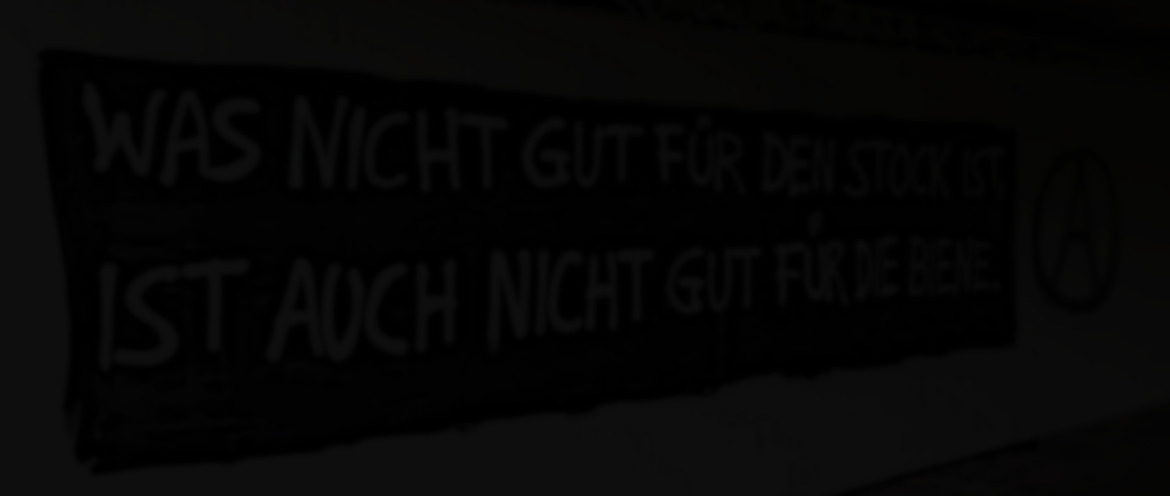 WAS NICHT GUT FÜR DEN STOCK IST,
IST AUCH NICHT GUT FÜR DIE BIENE.
A